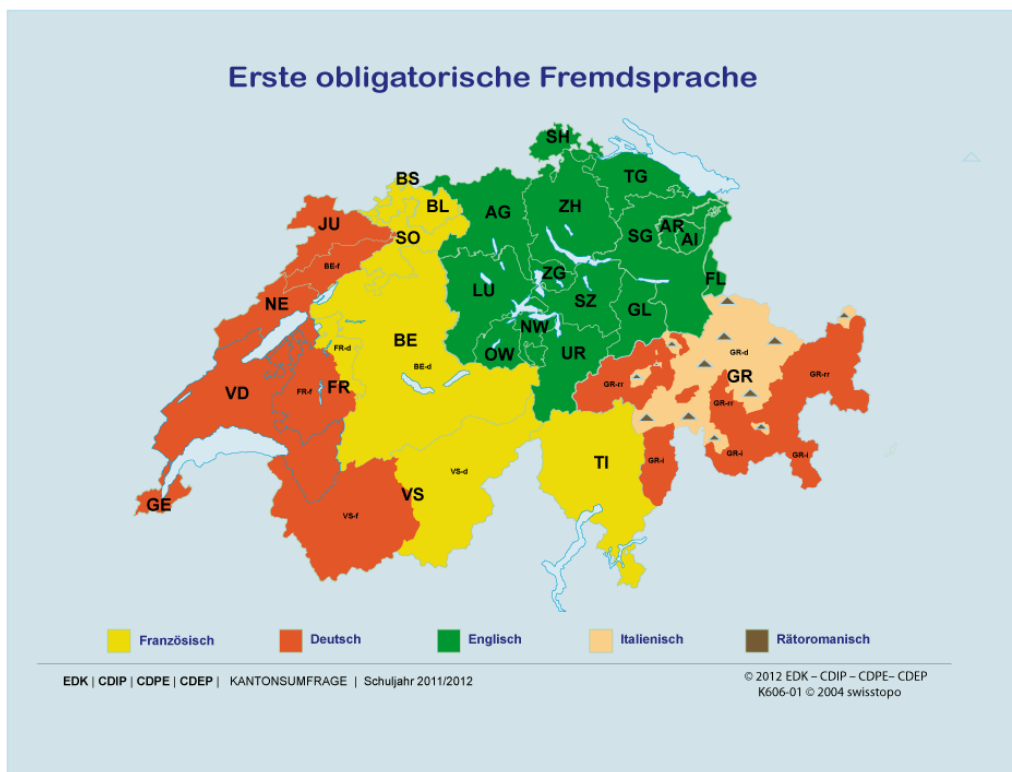 Erste obligatorische Fremdsprache
SH
BS
TG
BL
AG
ZH
JU
SO
SG
AR
AI
BE-f
ZG
FL
LU
NE
SZ
GL
NW
BE
OW
UR
FR-d
GR-d
BE-d
GR
GR-rr
VD
FR-f
FR
GR-rr
GR-rr
GR-i
GR-i
GR-i
TI
VS-d
VS
GE
VS-f
Französisch
Deutsch
Englisch
Italienisch
Rätoromanisch
EDK | CDIP | CDPE | CDEP | KANTONSUMFRAGE | Schuljahr 2011/2012
© 2012 EDK – CDIP – CDPE– CDEP
K606-01 © 2004 swisstopo